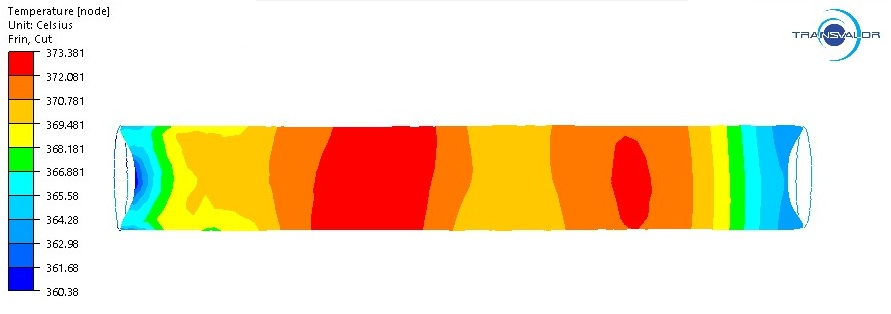 Temperature [node]
Unit: Celsius
Frin, Cut
373.381
372.081
370.781
369.481
368.181
366.881
365.58
364.28
362.98
361.68
360.38
TRANSVALOR